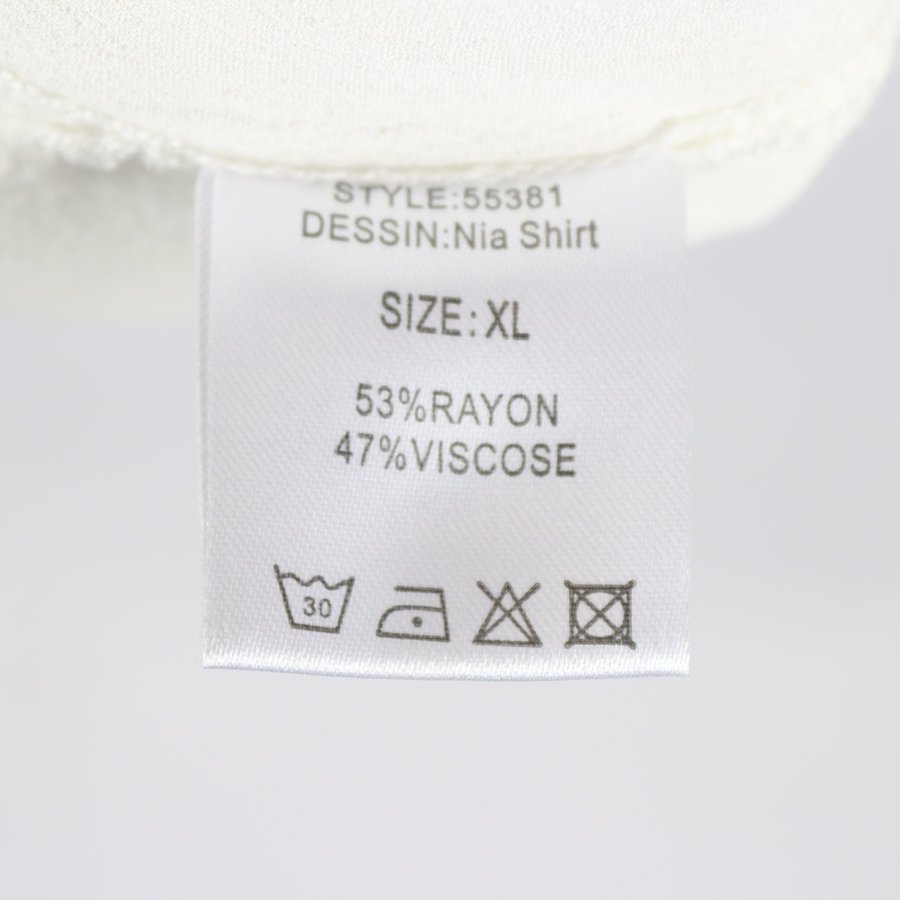 STYLE:55381
DESSIN:Nia Shirt
SIZE:XL
53%RAYON
47%VISCOSE
30